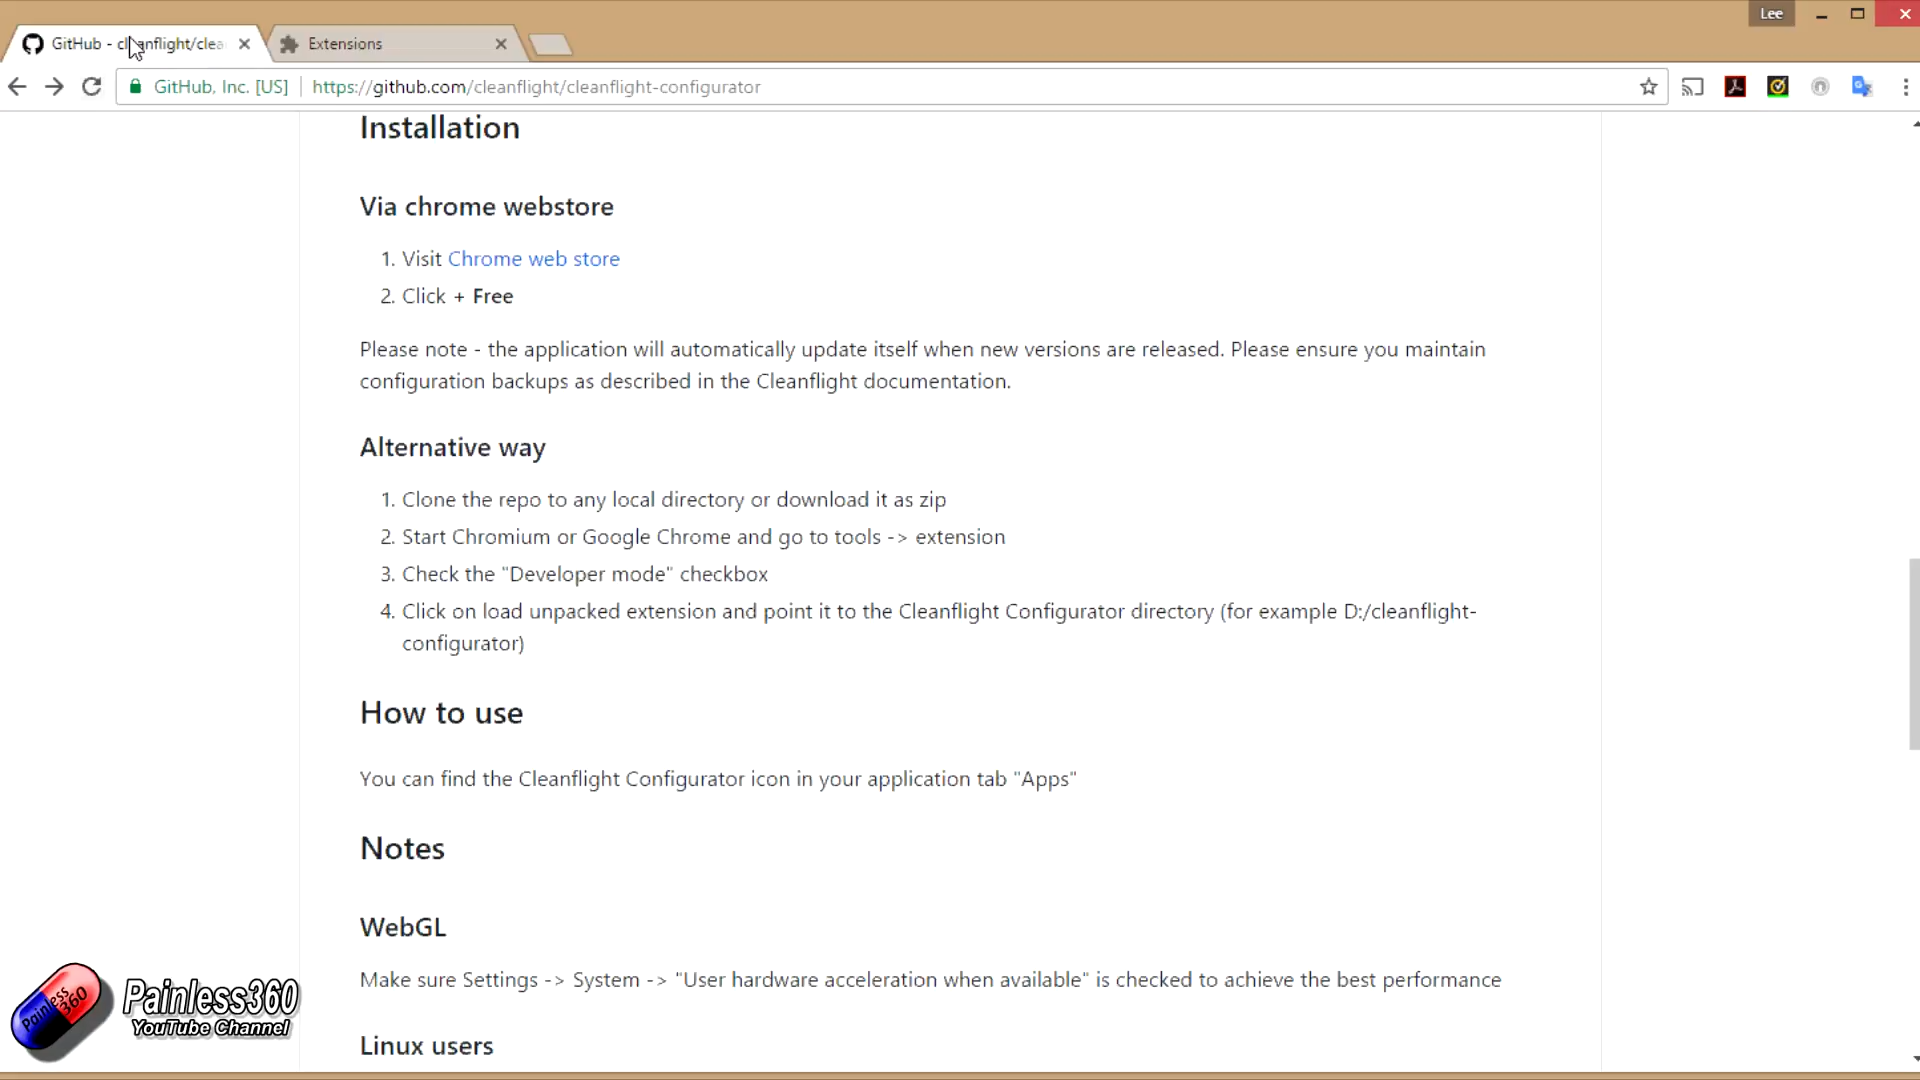 Lee
GitHub - cleanflight/clea
Extensions
GitHub, Inc. [US]
https://github.com/cleanflight/cleanflight-configurator
Installation
Via chrome webstore
1. Visit Chrome web store
2. Click + Free
Please note - the application will automatically update itself when new versions are released. Please ensure you maintain
configuration backups as described in the Cleanflight documentation.
Alternative way
1. Clone the repo to any local directory or download it as zip
2. Start Chromium or Google Chrome and go to tools -> extension
3. Check the "Developer mode" checkbox
4. Click on load unpacked extension and point it to the Cleanflight Configurator directory (for example D:/cleanflight-
configurator)
How to use
You can find the Cleanflight Configurator icon in your application tab "Apps"
Notes
WebGL
Make sure Settings -> System -> "User hardware acceleration when available" is checked to achieve the best performance
Linux users
Painless
360
Painless360
YouTube Channel